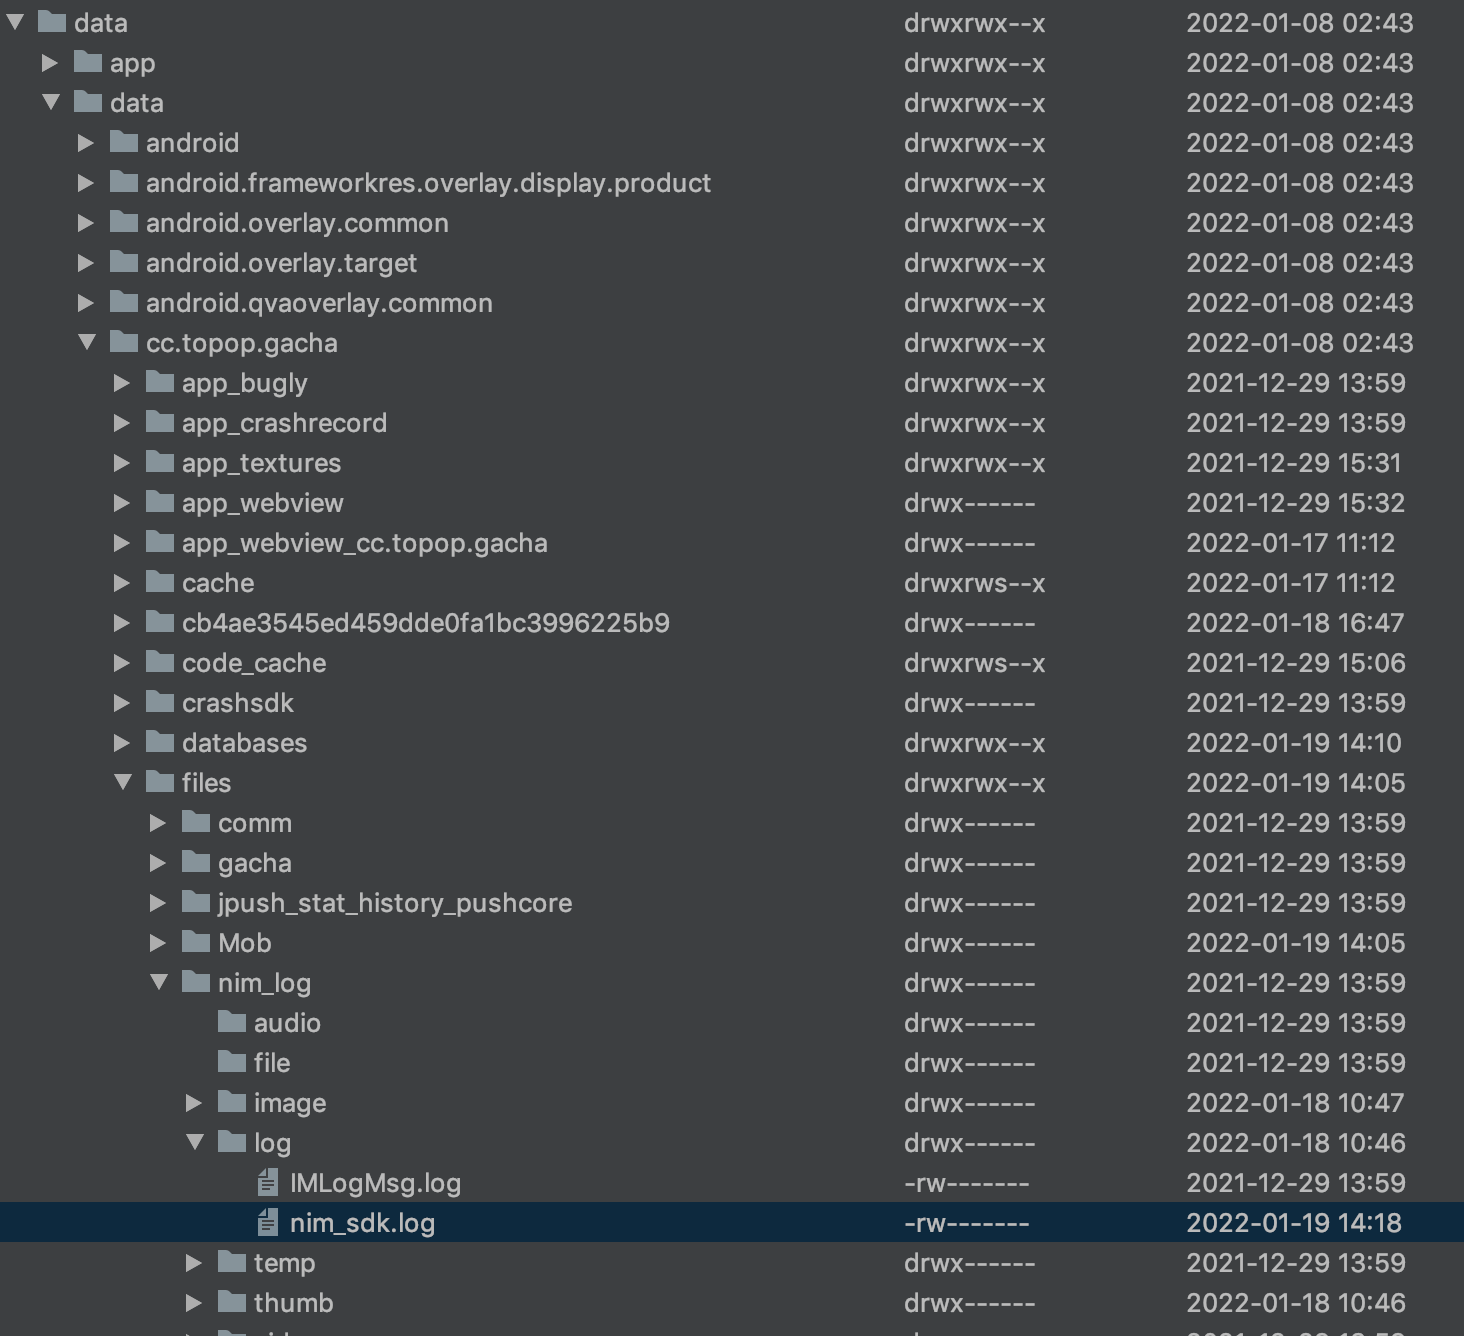 data drwxrwx--x 2022-01-08 02:43
app drwxrwx--x 2022-01-08 02:43
data drwxrwx--x 2022-01-08 02:43
android drwxrwx--x 2022-01-08 02:43
android.frameworkres.overlay.display.product drwxrwx--x 2022-01-08 02:43
android.overlay.common drwxrwx--x 2022-01-08 02:43
android.overlay.target drwxrwx--x 2022-01-08 02:43
android.qvaoverlay.common drwxrwx--x 2022-01-08 02:43
cc.topop.gacha drwxrwx--x 2022-01-08 02:43
app_bugly drwxrwx--x 2021-12-29 13:59
app_crashrecord drwxrwx--x 2021-12-29 13:59
app_textures drwxrwx--x 2021-12-29 15:31
app_webview drwx------ 2021-12-29 15:32
app_webview_cc.topop.gacha drwx------ 2022-01-17 11:12
cache drwxrws--x 2022-01-17 11:12
cb4ae3545ed459dde0fa1bc3996225b9 drwx------ 2022-01-18 16:47
code_cache drwxrws--x 2021-12-29 15:06
crashsdk drwx------ 2021-12-29 13:59
databases drwxrwx--x 2022-01-19 14:10
files drwxrwx--x 2022-01-19 14:05
comm drwx------ 2021-12-29 13:59
gacha drwx------ 2021-12-29 13:59
jpush_stat_history_pushcore drwx------ 2021-12-29 13:59
Mob drwx------ 2022-01-19 14:05
nim_log drwx------ 2021-12-29 13:59
audio drwx------ 2021-12-29 13:59
file drwx------ 2021-12-29 13:59
image drwx------ 2022-01-18 10:47
log drwx------ 2022-01-18 10:46
IMLogMsg.log -rw------- 2021-12-29 13:59
nim_sdk.log -rw------- 2022-01-19 14:18
temp drwx------ 2021-12-29 13:59
thumb drwx------ 2022-01-18 10:46